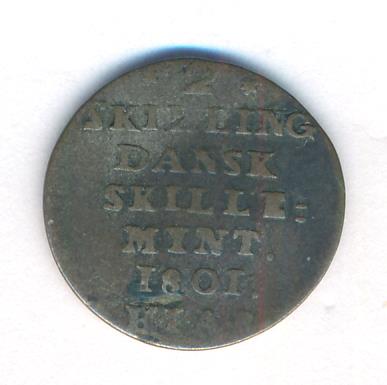 2
SKILLING
DANSK
SKILLE:
MINT.
1801.